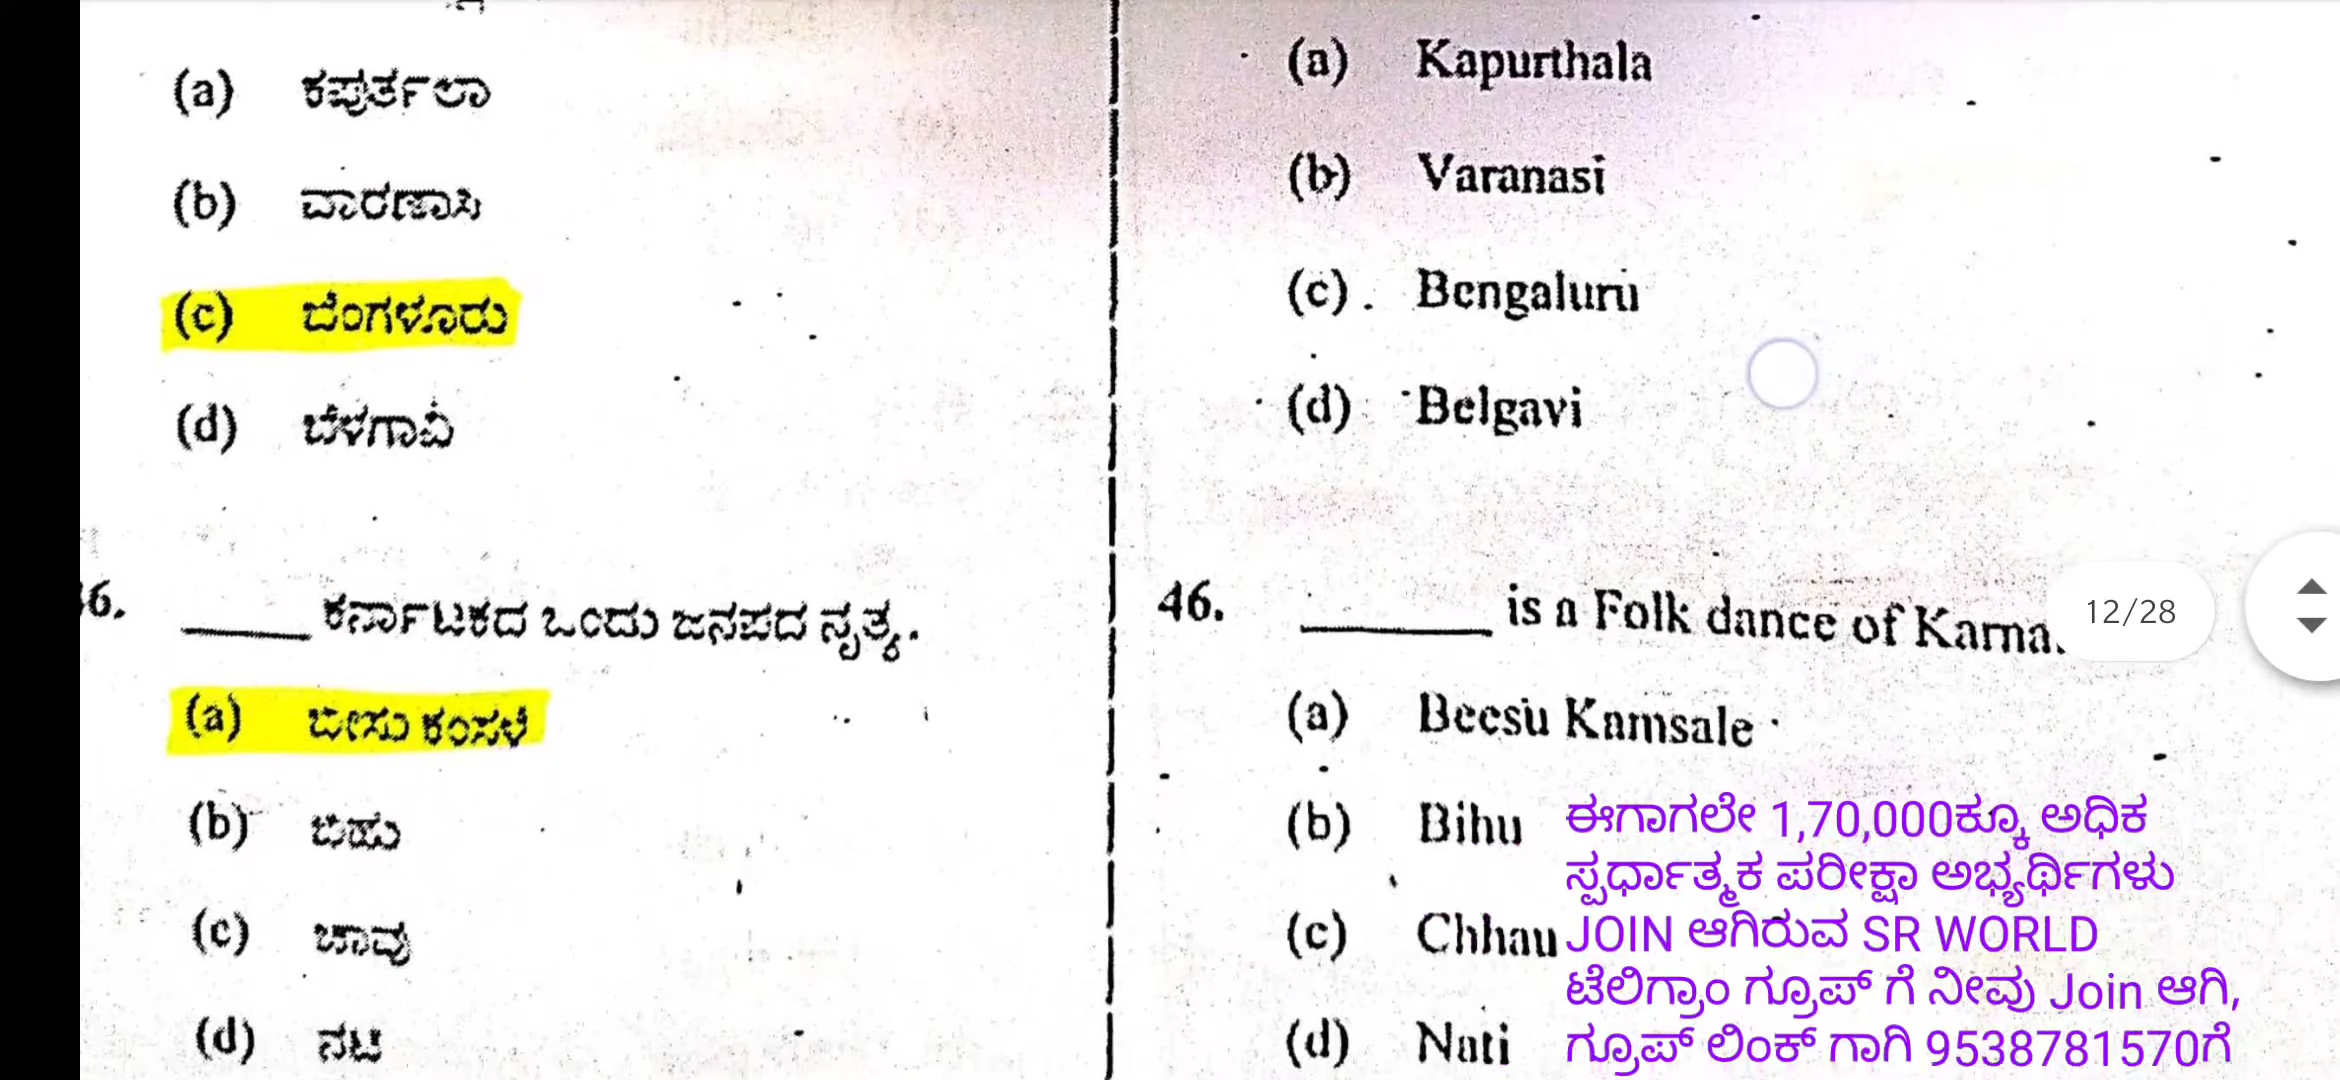 (a) ಕಪುರ್ತಲಾ
(b) ವಾರಣಾಸಿ
(c) ಬೆಂಗಳೂರು
(d) ಬೆಳಗಾವಿ
6. ______ ಕರ್ನಾಟಕದ ಒಂದು ಜನಪದ ನೃತ್ಯ.
(a) ಬೀಸು ಕಂಸಳೆ
(b) ಬಿಹು
(c) ಚಾವು
(d) ನಟಿ
(a) Kapurthala
(b) Varanasi
(c) Bengaluru
(d) Belgavi
46. ______ is a Folk dance of Karna
(a) Beesu Kamsale
(b) Bihu
(c) Chhau
(d) Nati
12/28
ಈಗಾಗಲೇ 1,70,000ಕ್ಕೂ ಅಧಿಕ
ಸ್ಪರ್ಧಾತ್ಮಕ ಪರೀಕ್ಷಾ ಅಭ್ಯರ್ಥಿಗಳು
JOIN ಆಗಿರುವ SR WORLD
ಟೆಲಿಗ್ರಾಂ ಗ್ರೂಪ್ ಗೆ ನೀವು Join ಆಗಿ,
ಗ್ರೂಪ್ ಲಿಂಕ್ ಗಾಗಿ 9538781570ಗೆ